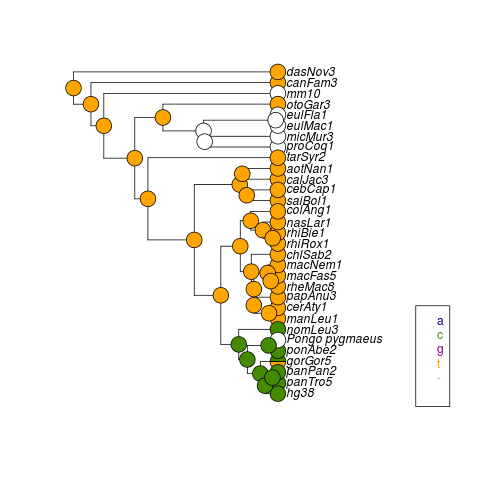 dasNov3
canFam3
mm10
otoGar3
eulFla1
eulMac1
micMur3
proCoq1
tarSyr2
aotNan1
calJac3
cebCap1
saiBol1
colAng1
nasLar1
rhiBie1
rhiRox1
chlSab2
macNem1
macFas5
rheMac8
papAnu3
cerAty1
manLeu1
nomLeu3
Pongo pygmaeus
ponAbe2
gorGor5
panPan2
panTro5
hg38
a
c
g
t
-